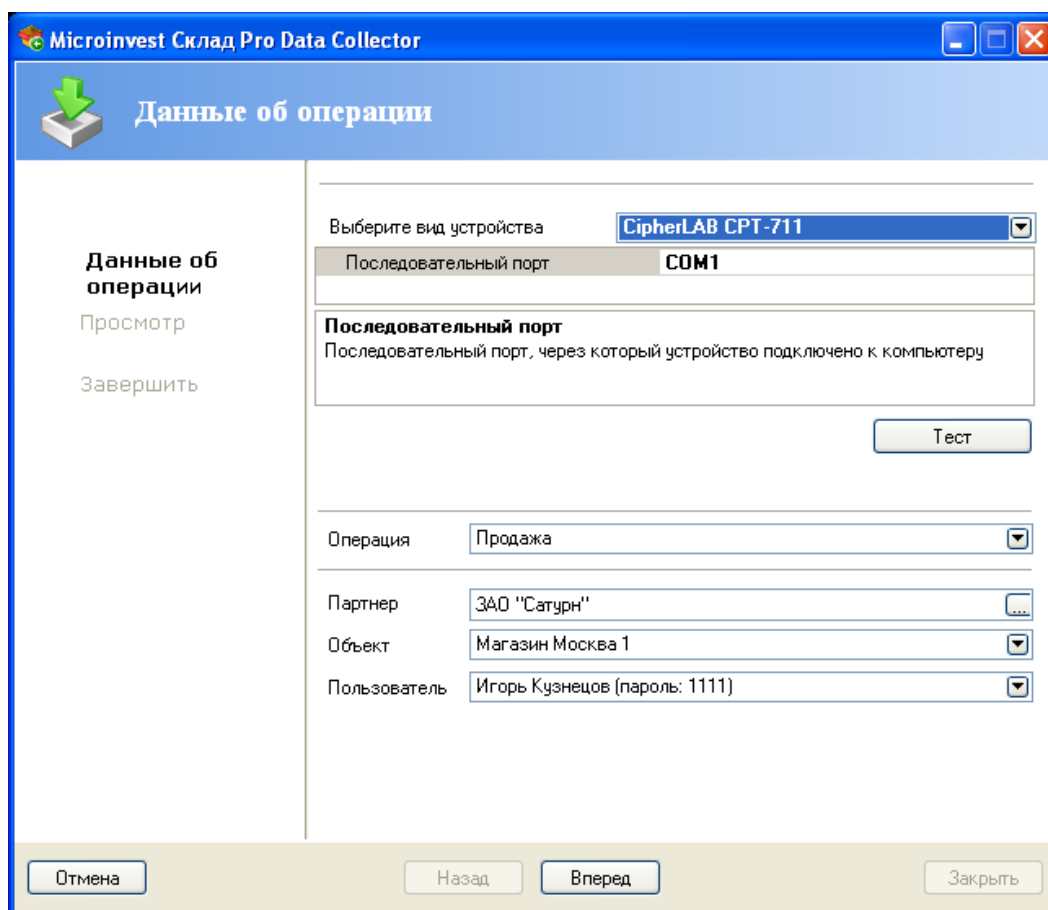 Microinvest Склад Pro Data Collector
Данные об операции
Данные об
операции
Просмотр
Завершить
Выберите вид устройства CipherLAB CPT-711
Последовательный порт COM1
Последовательный порт
Последовательный порт, через который устройство подключено к компьютеру
Тест
Операция Продажа
Партнер ЗАО "Сатурн" ...
Объект Магазин Москва 1
Пользователь Игорь Кузнецов (пароль: 1111)
Отмена Назад Вперед Закрыть